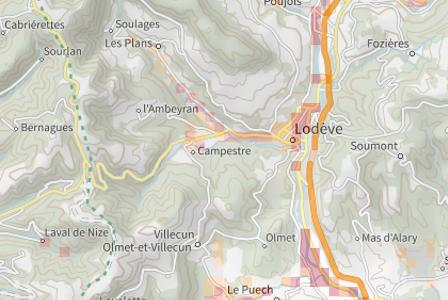 Poujols
Cabriérettes
Soulages
Les Plans
Fozières
Sourlan
l'Ambeyran
Bernagues
Lodève
Campestre
Soumont
Laval de Nize
Villecun
Olmet-et-Villecun
Olmet
Mas d'Alary
Le Puech